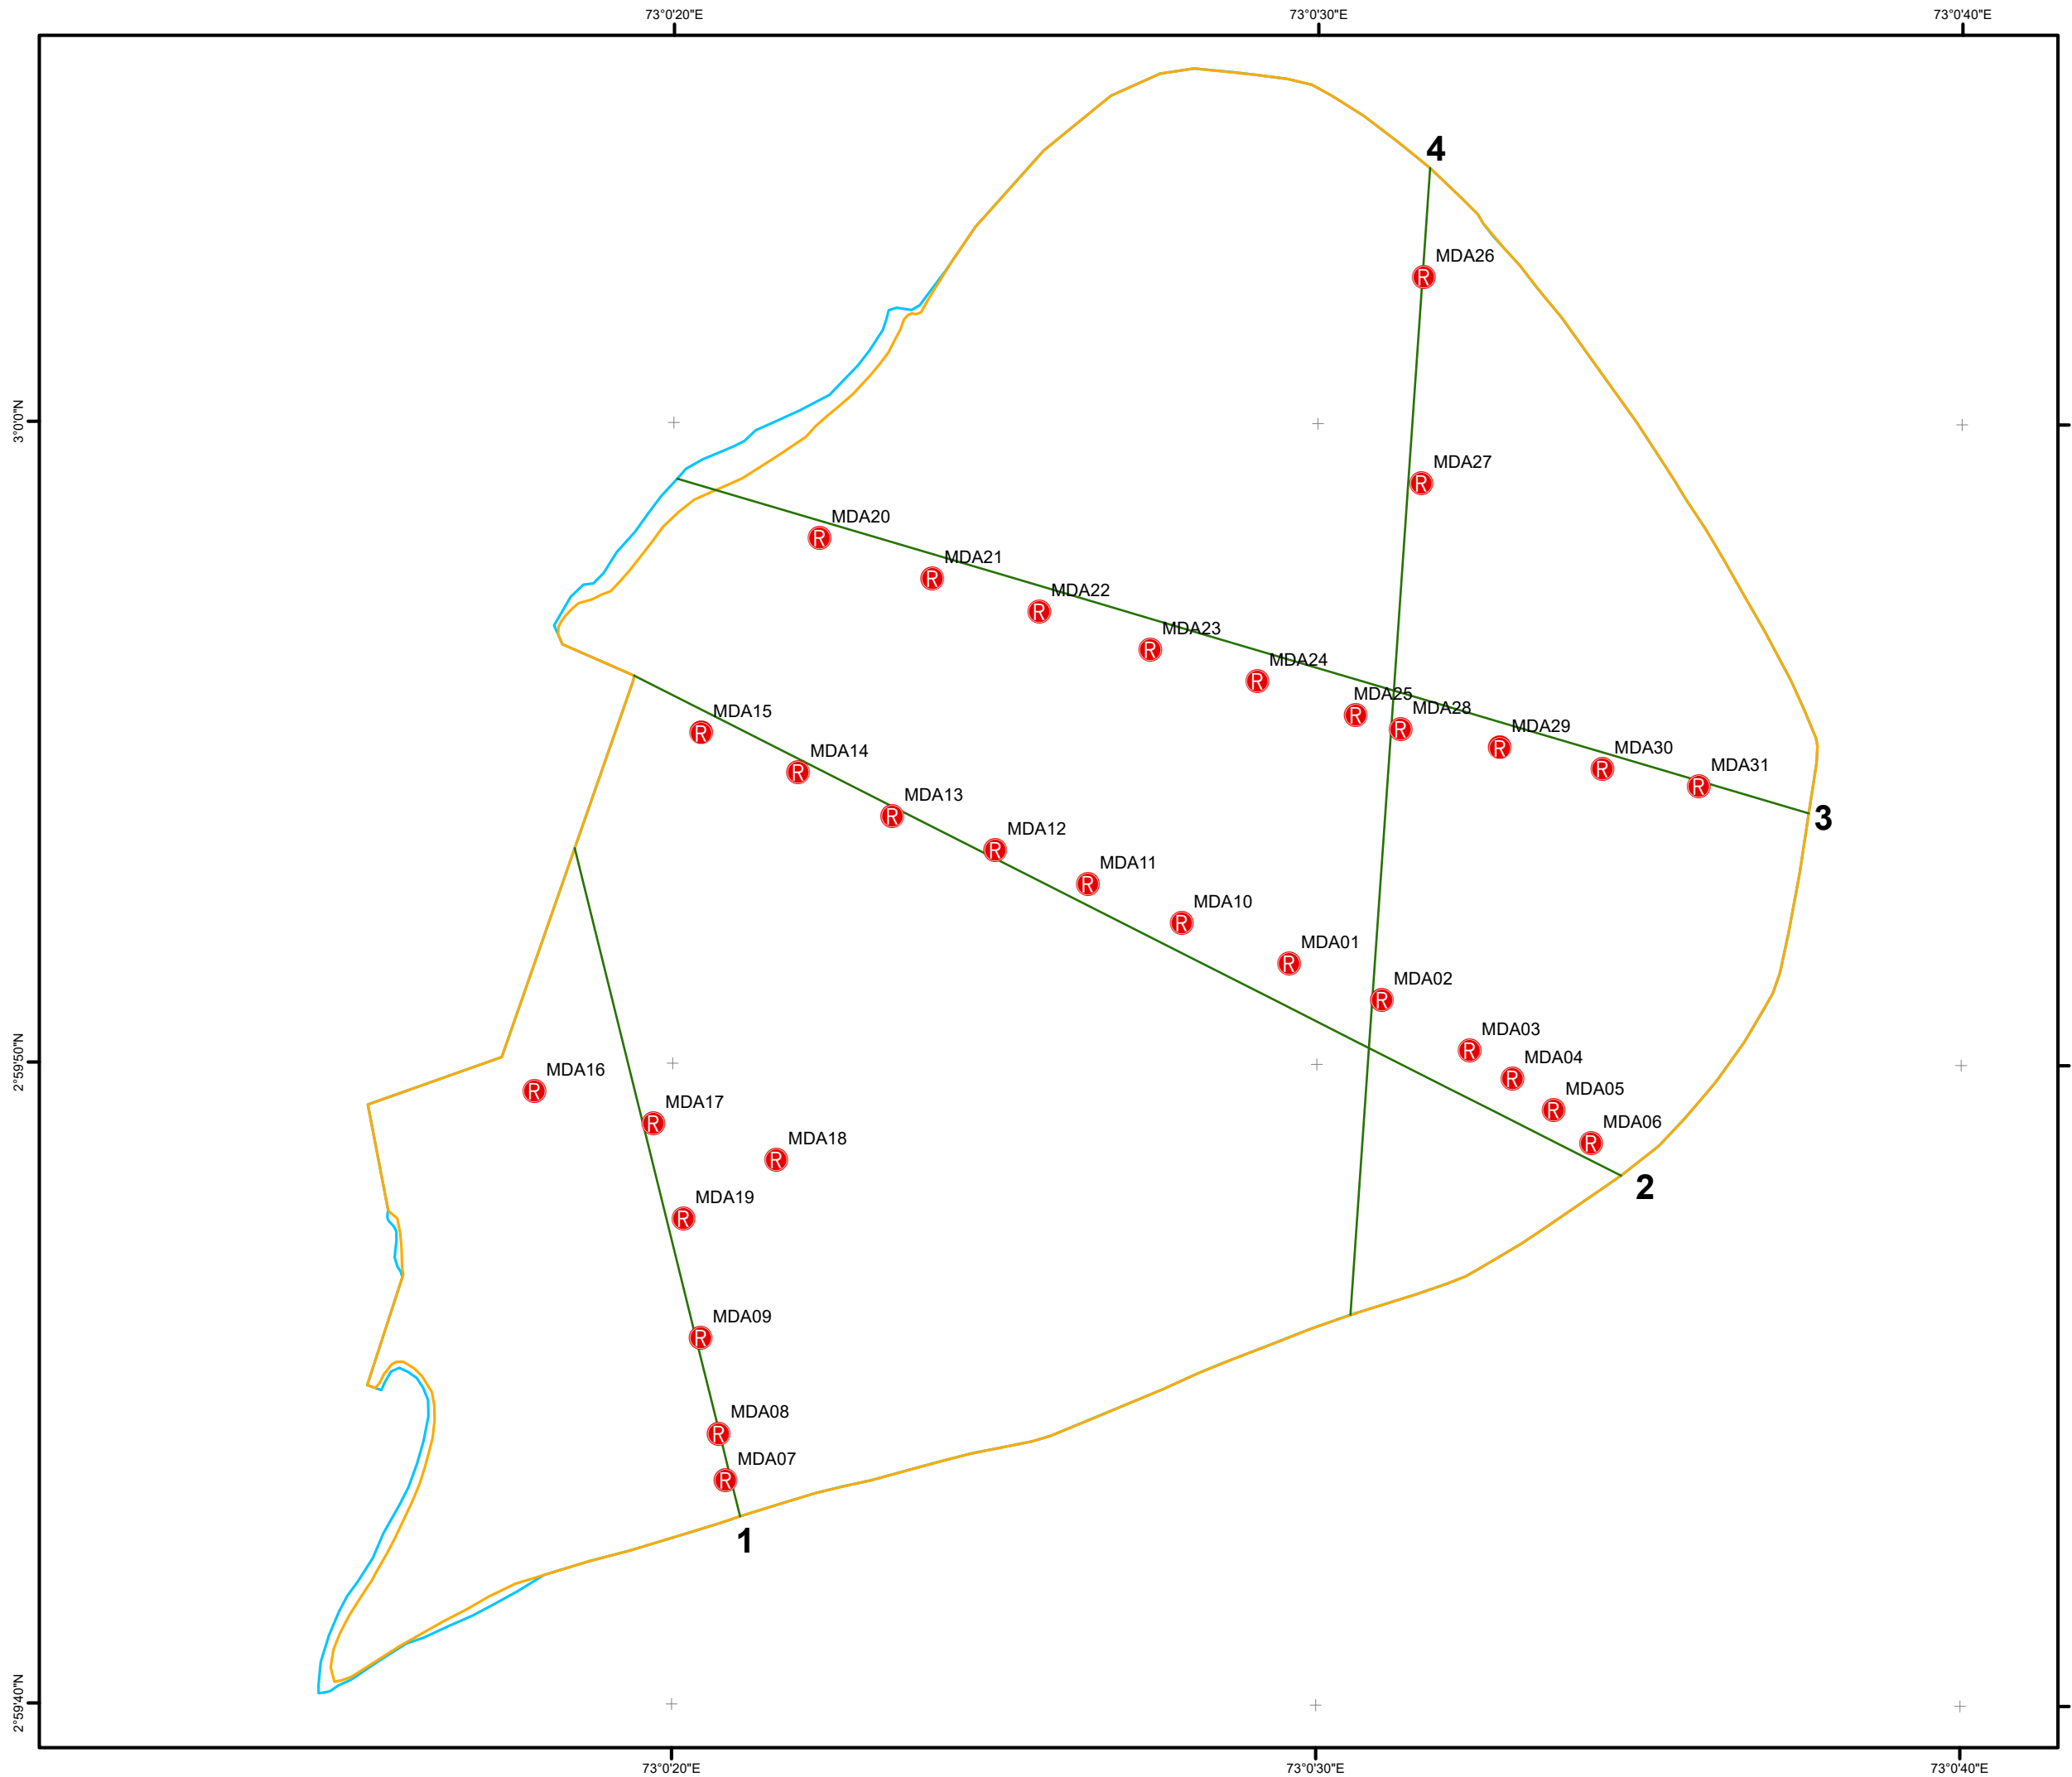 73°0'20"E
73°0'30"E
73°0'40"E
4
R MDA26
3°0'0"N
R MDA27
R MDA20
R MDA21
R MDA22
R MDA23
R MDA24
R MDA25
R MDA28
R MDA15
R MDA29
R MDA14
R MDA30
R MDA31
R MDA13
3
R MDA12
R MDA11
R MDA10
R MDA01
R MDA02
R MDA03
2°59'50"N
R MDA16
R MDA04
R MDA17
R MDA05
R MDA06
R MDA18
2
R MDA19
R MDA09
R MDA08
R MDA07
1
2°59'40"N
73°0'20"E
73°0'30"E
73°0'40"E